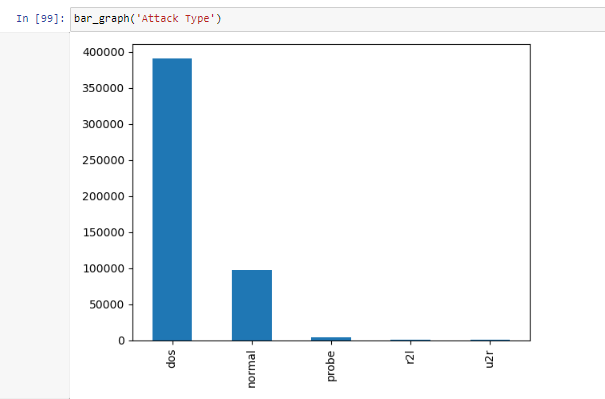 In [99]: bar_graph('Attack Type')
400000
350000
300000
250000
200000
150000
100000
50000
0
dos
normal
probe
r2l
u2r